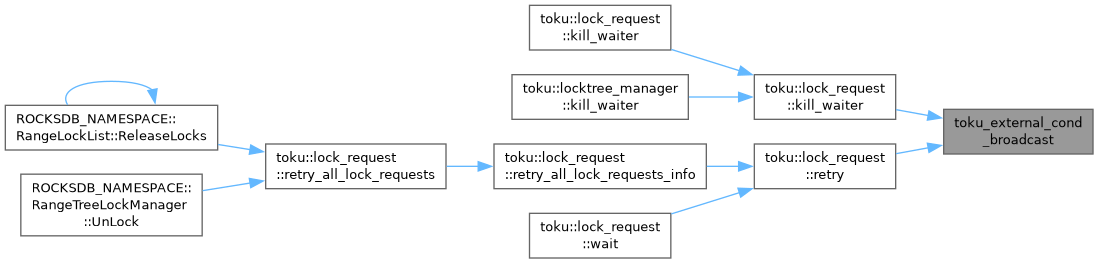 toku::lock_request
::kill_waiter
toku::locktree_manager
::kill_waiter
toku::lock_request
::kill_waiter
toku_external_cond
_broadcast
ROCKSDB_NAMESPACE::
RangeLockList::ReleaseLocks
toku::lock_request
::retry_all_lock_requests
toku::lock_request
::retry_all_lock_requests_info
toku::lock_request
::retry
ROCKSDB_NAMESPACE::
RangeTreeLockManager
::UnLock
toku::lock_request
::wait